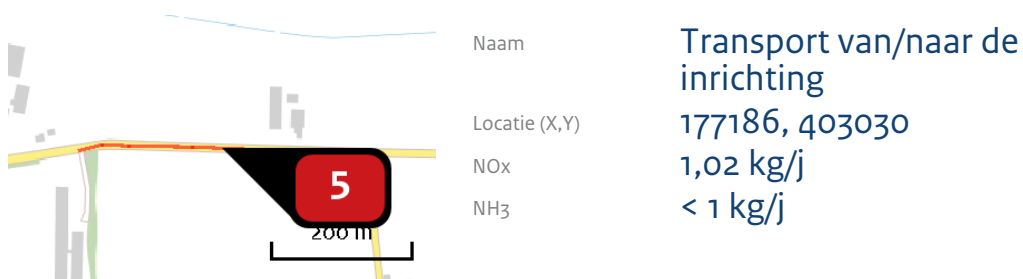 5
200 m
Naam
Transport van/naar de
inrichting
Locatie (X,Y)
177186, 403030
NOx
1,02 kg/j
NH3
< 1 kg/j